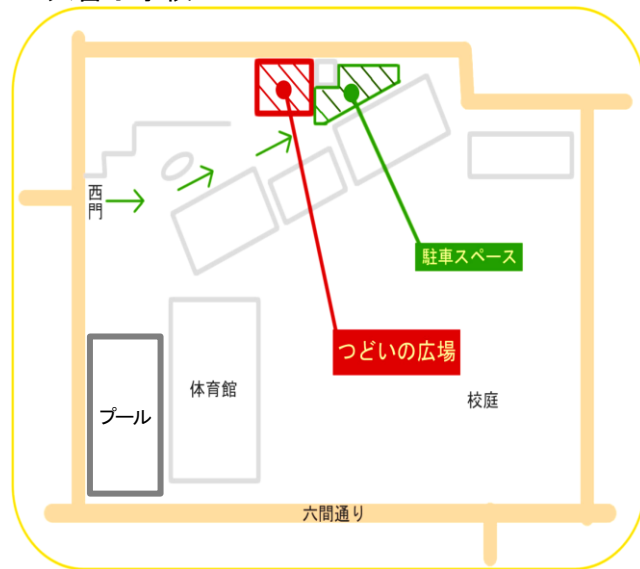 西門
駐車スペース
つどいの広場
体育館
校庭
プール
六間通り